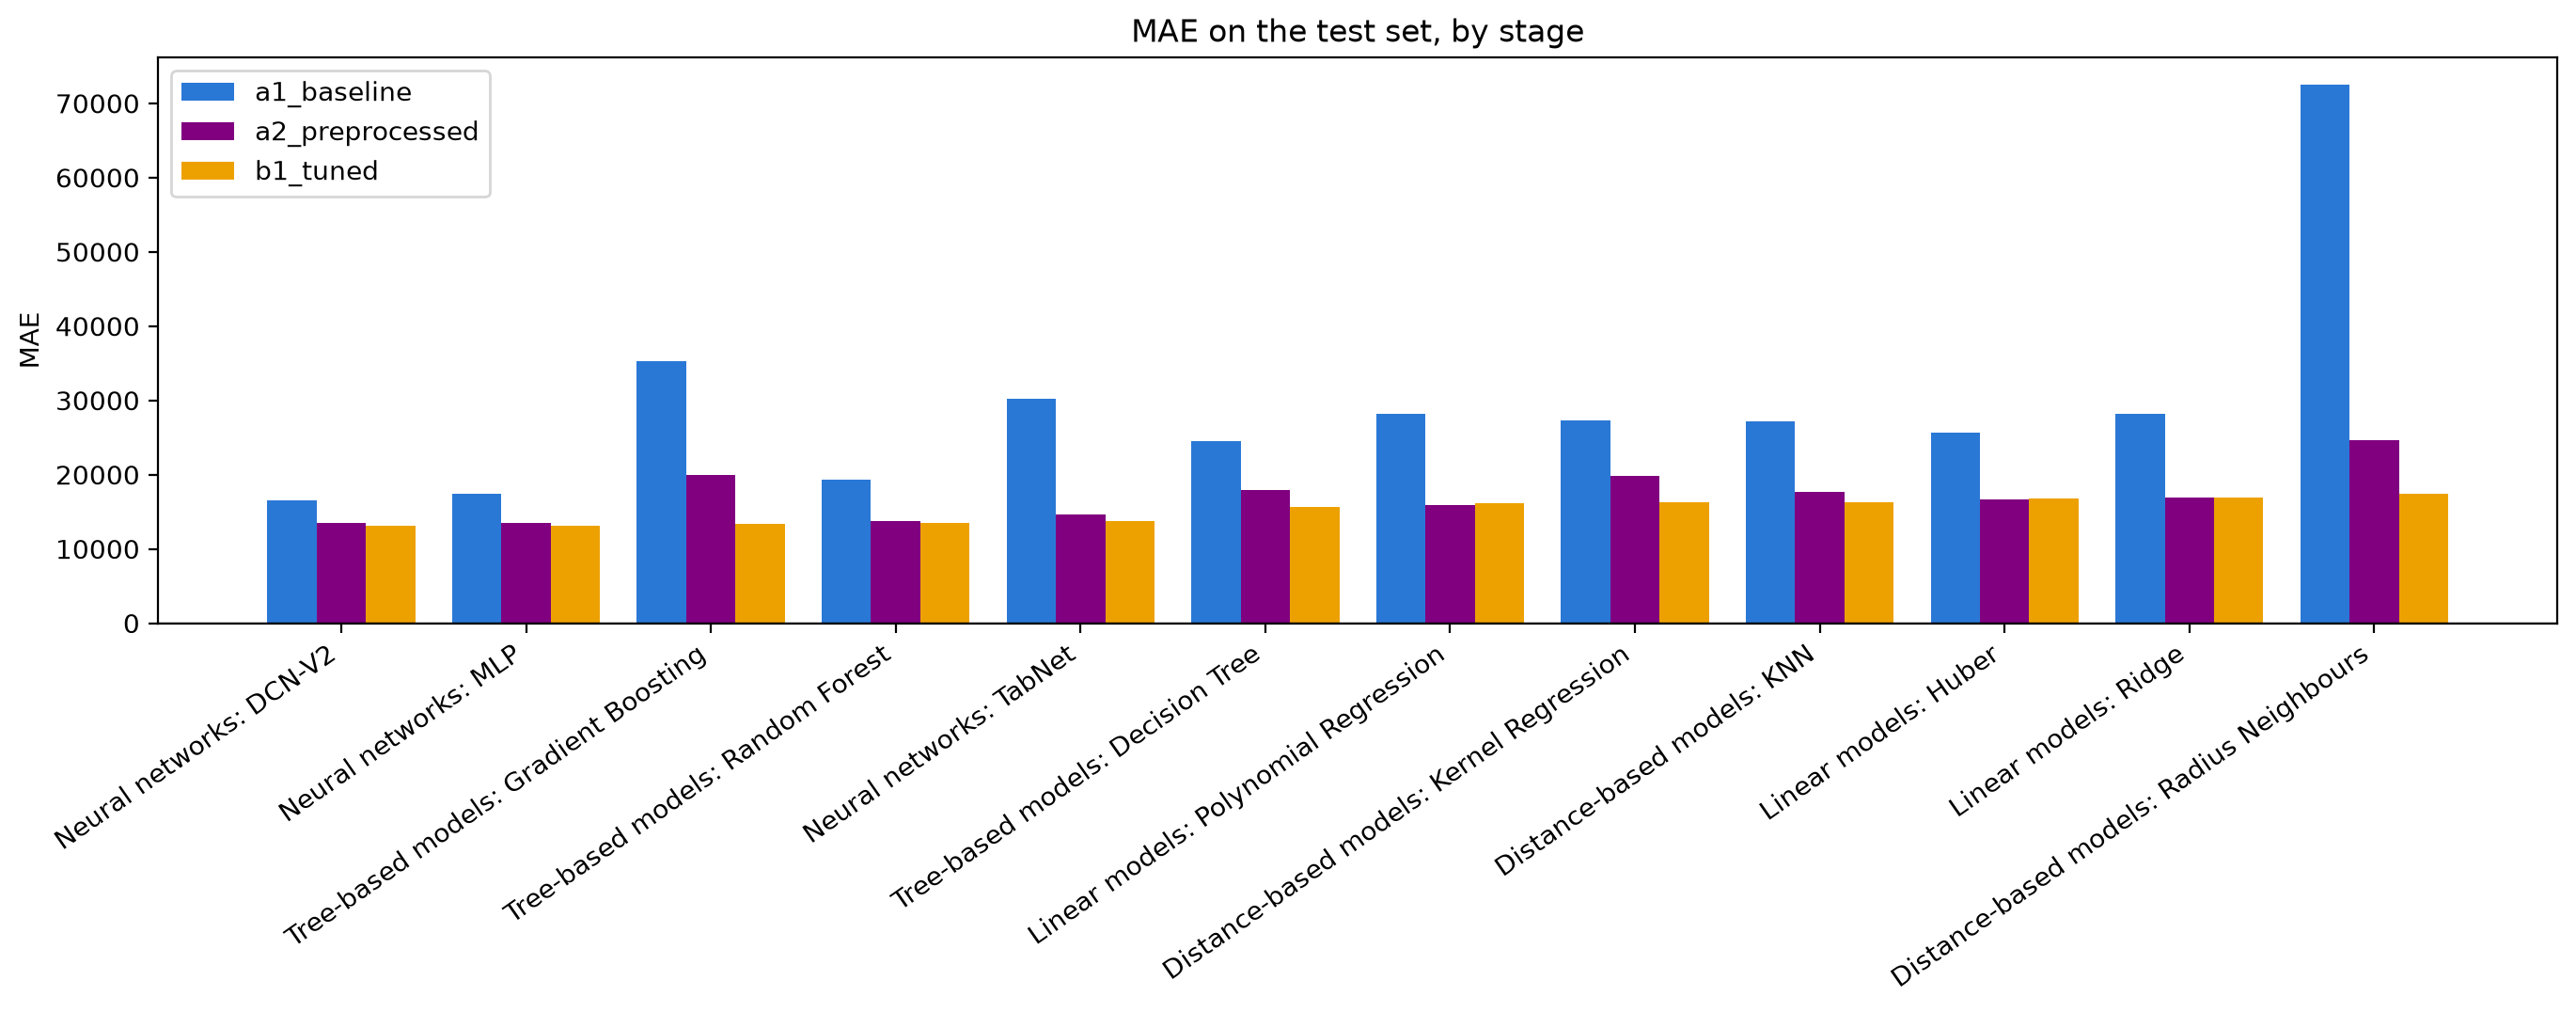 MAE on the test set, by stage
a1_baseline
a2_preprocessed
b1_tuned
MAE
70000
60000
50000
40000
30000
20000
10000
0
Neural networks: DCN-V2
Neural networks: MLP
Tree-based models: Gradient Boosting
Tree-based models: Random Forest
Neural networks: TabNet
Tree-based models: Decision Tree
Linear models: Polynomial Regression
Distance-based models: Kernel Regression
Distance-based models: KNN
Linear models: Huber
Linear models: Ridge
Distance-based models: Radius Neighbours